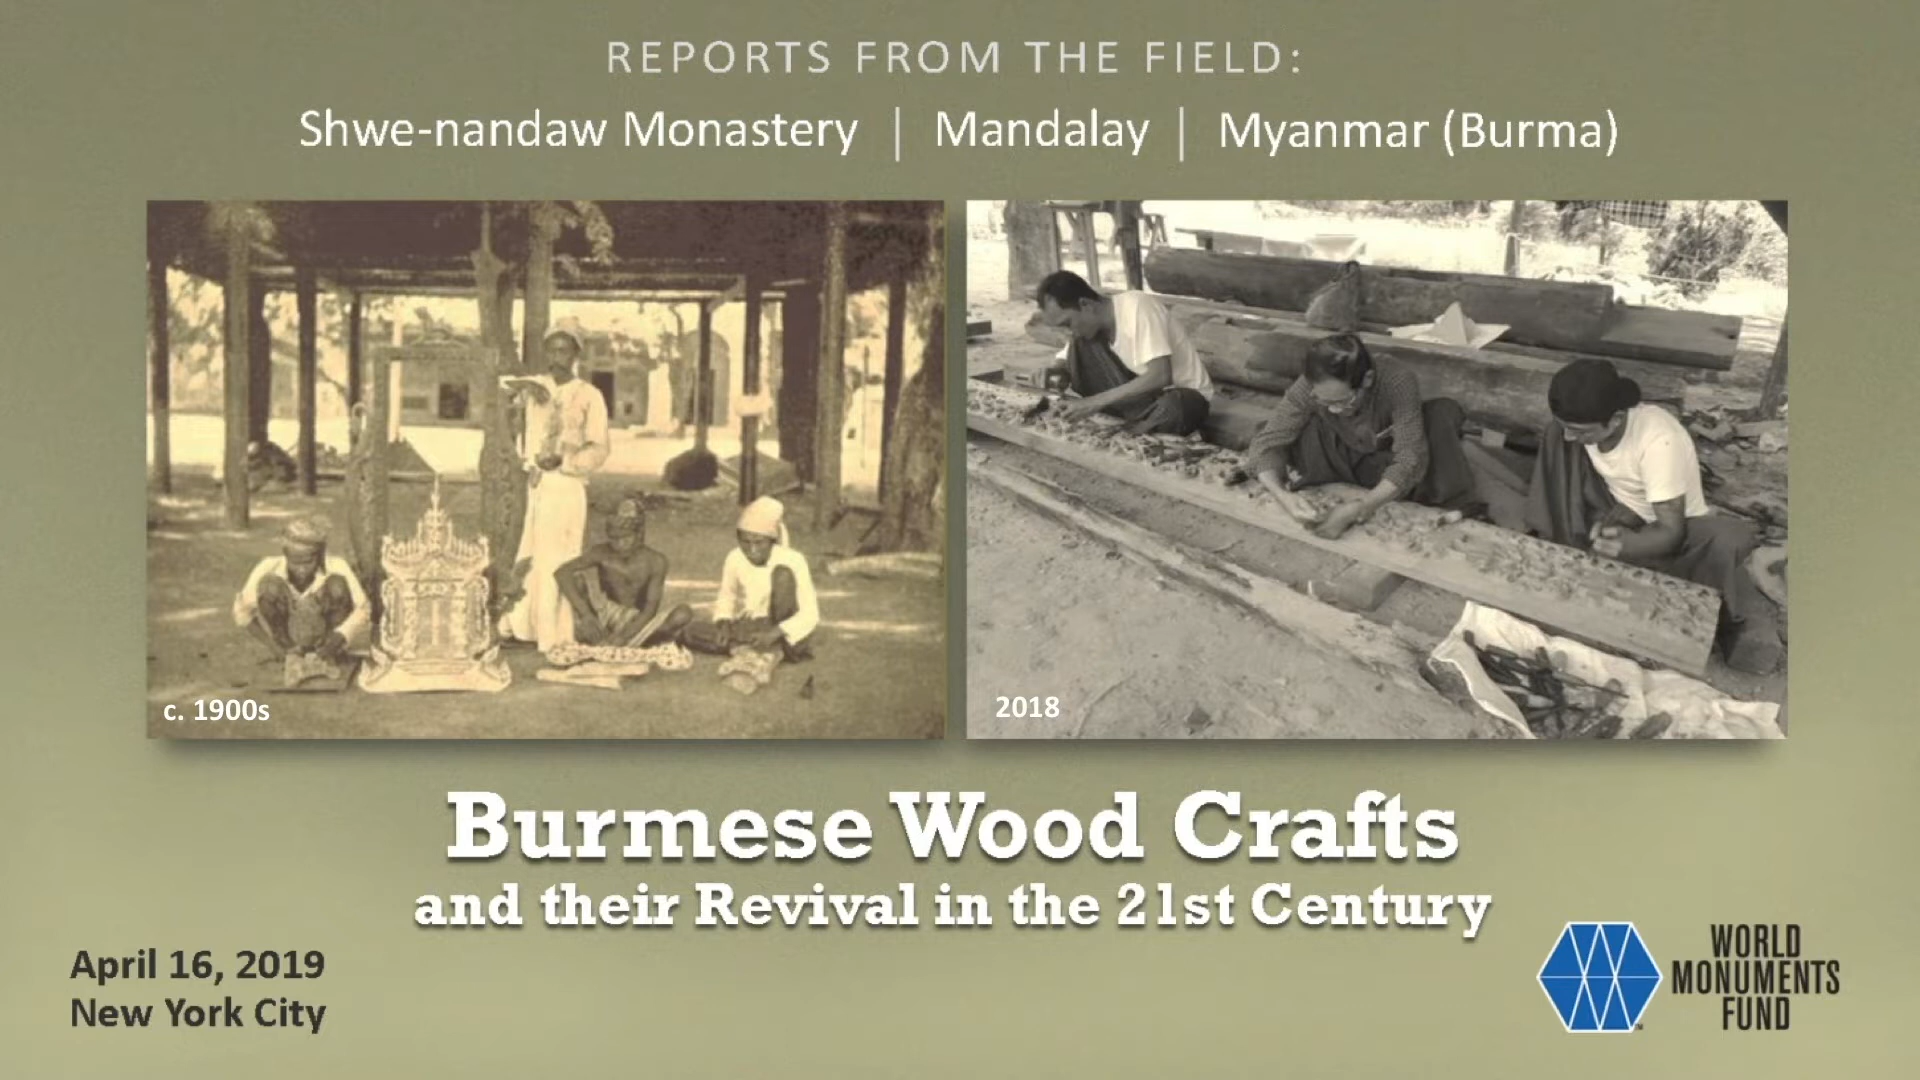 REPORTS FROM THE FIELD:
Shwe-nandaw Monastery | Mandalay | Myanmar (Burma)
c. 1900s
2018
Burmese Wood Crafts
and their Revival in the 21st Century
April 16, 2019
New York City
WORLD
MONUMENTS
FUND